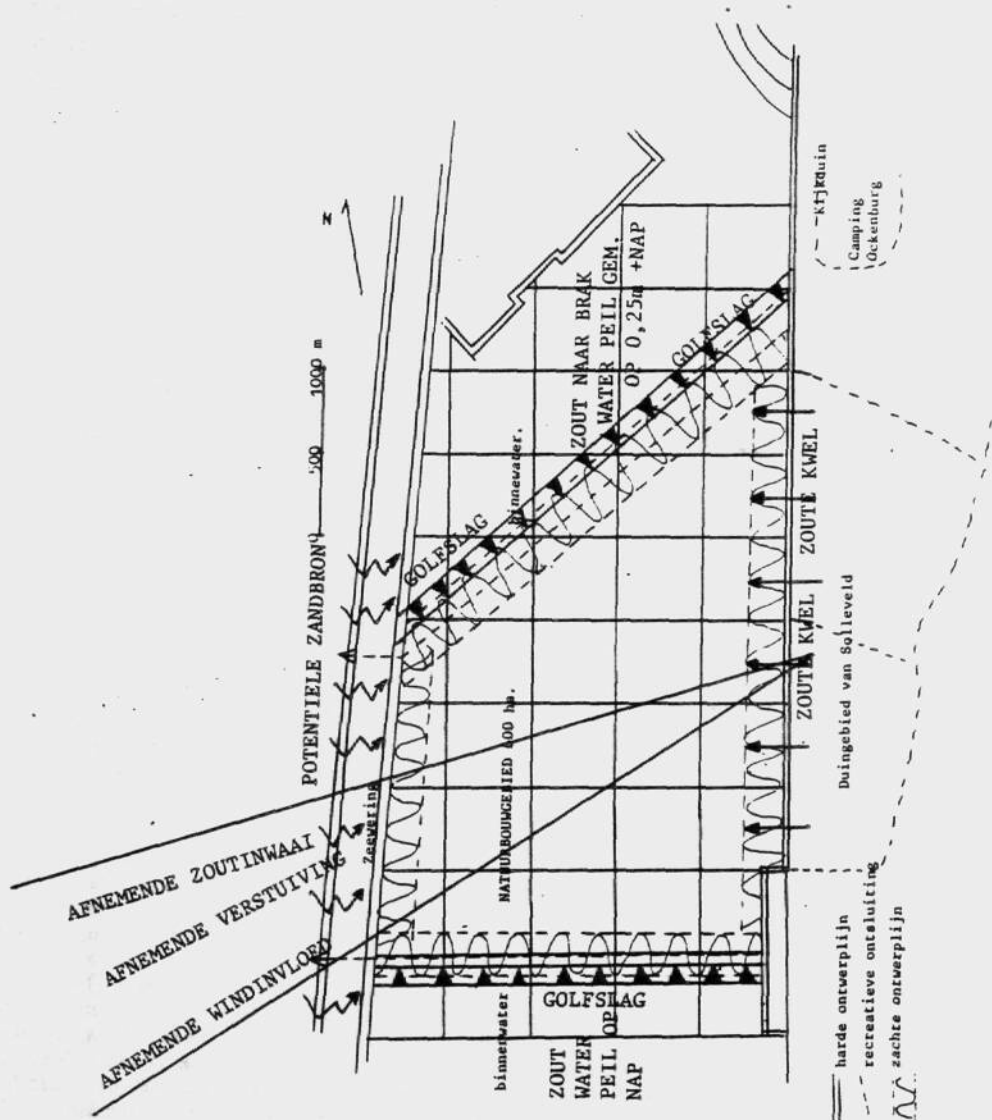 N
1000 m
500
0
POTENTIELE ZANDBRON
AFNEMENDE ZOUTINWAAI
AFNEMENDE VERSTUIVING
AFNEMENDE WINDINVLOED
Zeewering
GOLFSLAG
binnewater.
ZOUT NAAR BRAK
WATER PEIL GEM.
OP 0,25m +NAP
GOLFSLAG
Kijkduin
Camping
Ockenburg
NATUURBOUWGEBIED 600 ha.
ZOUTE KWEL
ZOUTE KWEL
Duingebied van Solleveld
binnenwater
GOLFSLAG
ZOUT
WATER
PEIL OP
NAP
harde ontwerplijn
recreatieve ontsluiting
zachte ontwerplijn